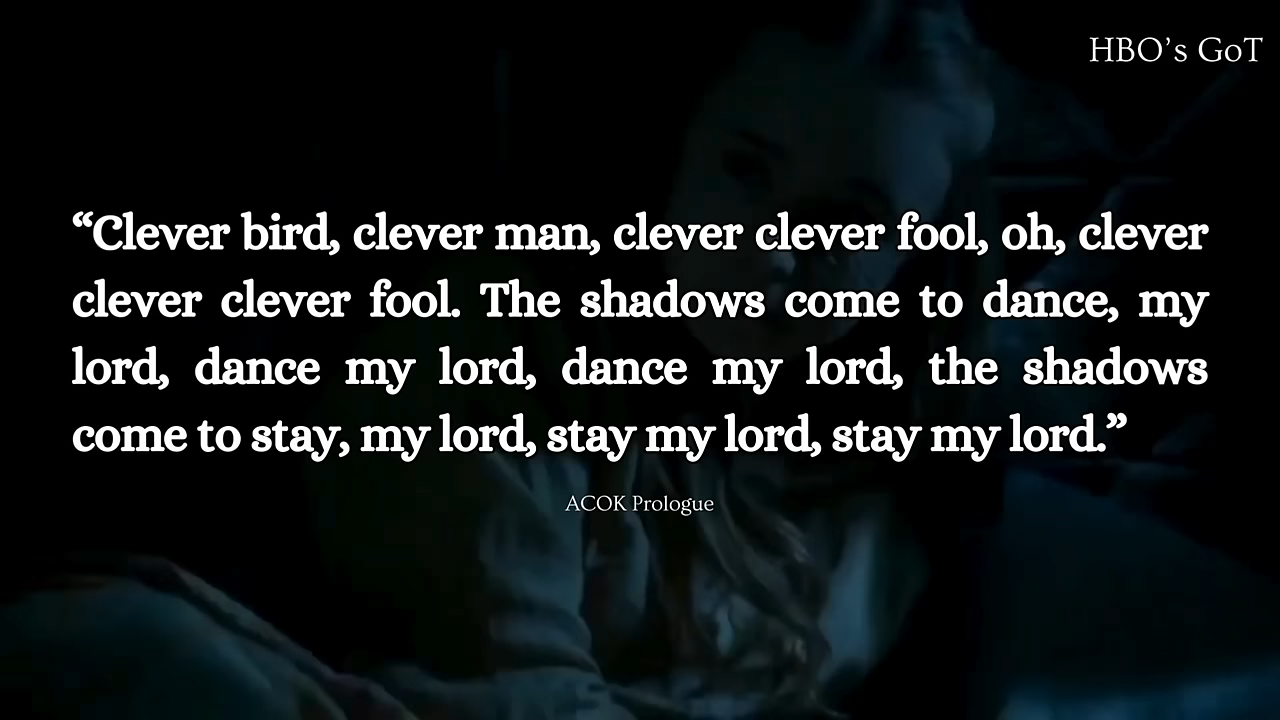 HBO’s GoT
“Clever bird, clever man, clever clever fool, oh, clever
clever clever fool. The shadows come to dance, my
lord, dance my lord, dance my lord, the shadows
come to stay, my lord, stay my lord, stay my lord.”
ACOK Prologue